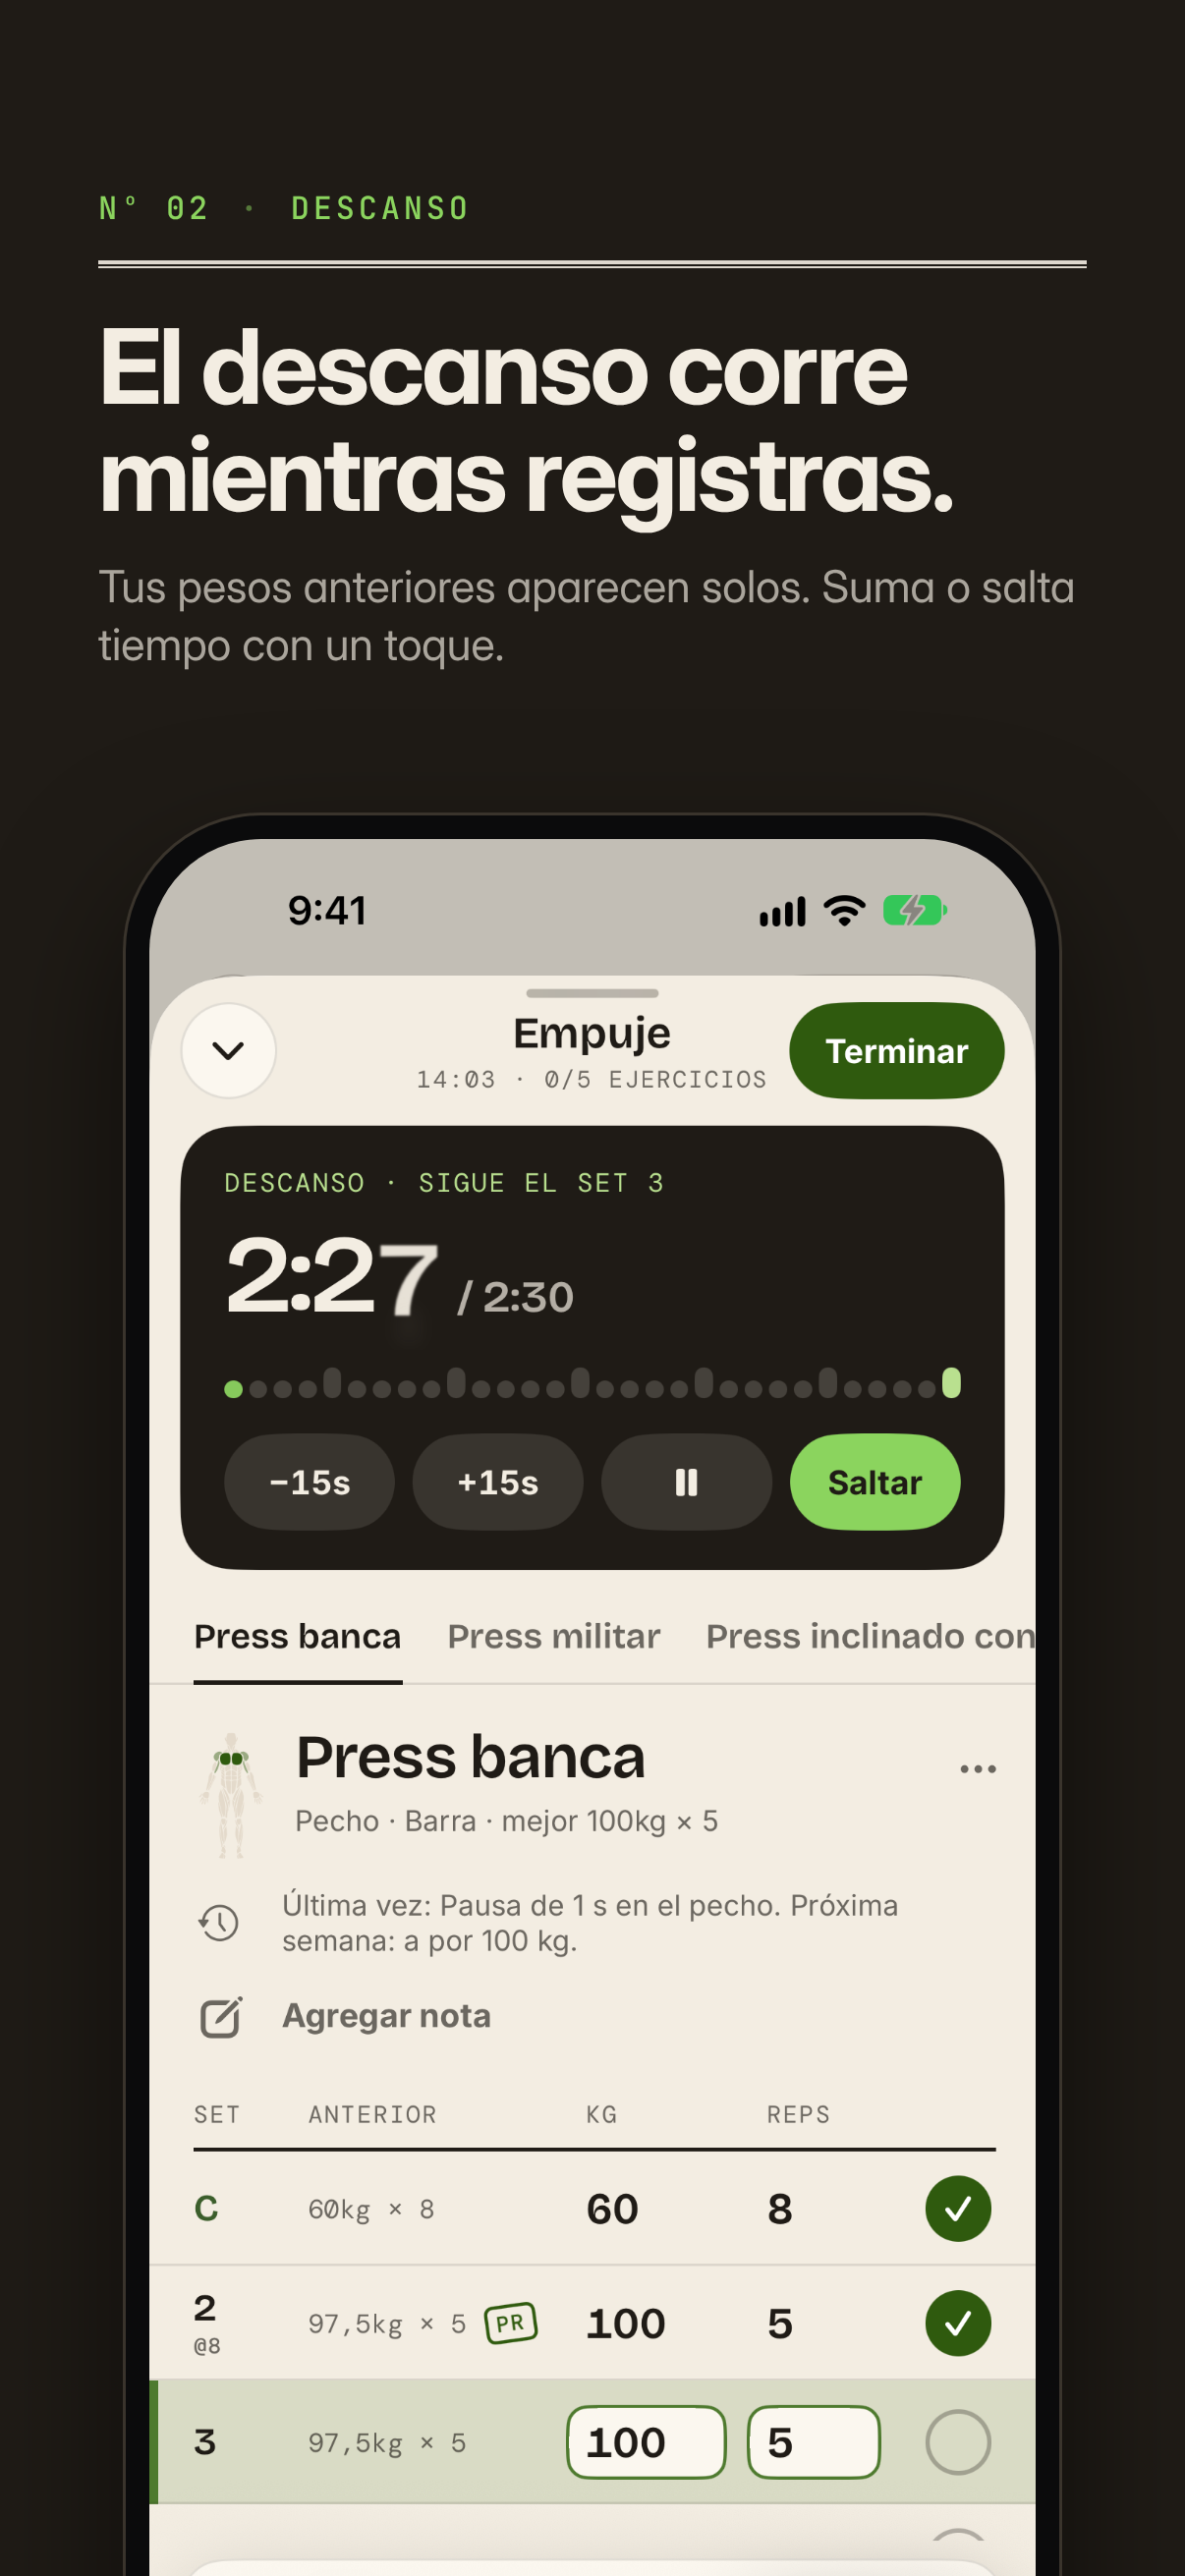 Nº 02 · DESCANSO
El descanso corre
mientras registras.
Tus pesos anteriores aparecen solos. Suma o salta
tiempo con un toque.
9:41
Empuje
14:03 · 0/5 EJERCICIOS
Terminar
DESCANSO · SIGUE EL SET 3
2:27 / 2:30
−15s +15s Saltar
Press banca Press militar Press inclinado con
Press banca
Pecho · Barra · mejor 100kg × 5
Última vez: Pausa de 1 s en el pecho. Próxima
semana: a por 100 kg.
Agregar nota
SET ANTERIOR KG REPS
C 60kg × 8 60 8
2 97,5kg × 5 PR 100 5
@8
3 97,5kg × 5 100 5